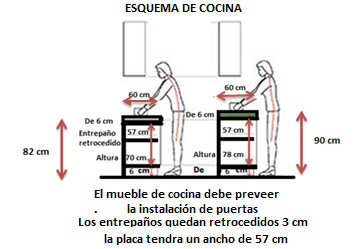 ESQUEMA DE COCINA
60 cm
60 cm
De 6 cm
De 6 cm
Entrepaño
retrocedido
57 cm
57 cm
82 cm
90 cm
Altura
70 cm
Altura
78 cm
6 cm
De
6 cm
El mueble de cocina debe preveer
. la instalación de puertas
Los entrepaños quedan retrocedidos 3 cm
la placa tendra un ancho de 57 cm